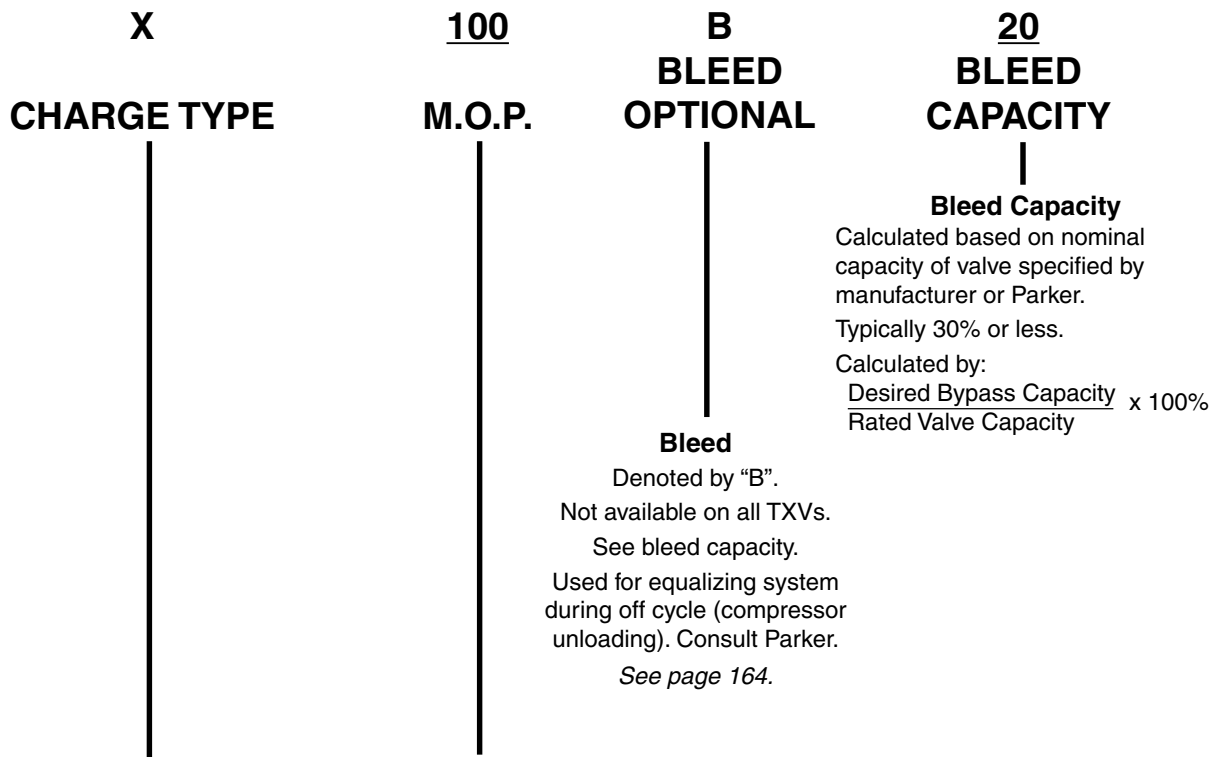 X 100 B 20
CHARGE TYPE M.O.P. BLEED OPTIONAL BLEED CAPACITY
Bleed Capacity
Calculated based on nominal
capacity of valve specified by
manufacturer or Parker.
Typically 30% or less.
Calculated by:
Desired Bypass Capacity
Rated Valve Capacity
x 100%
Bleed
Denoted by “B”.
Not available on all TXVs.
See bleed capacity.
Used for equalizing system
during off cycle (compressor
unloading). Consult Parker.
See page 164.